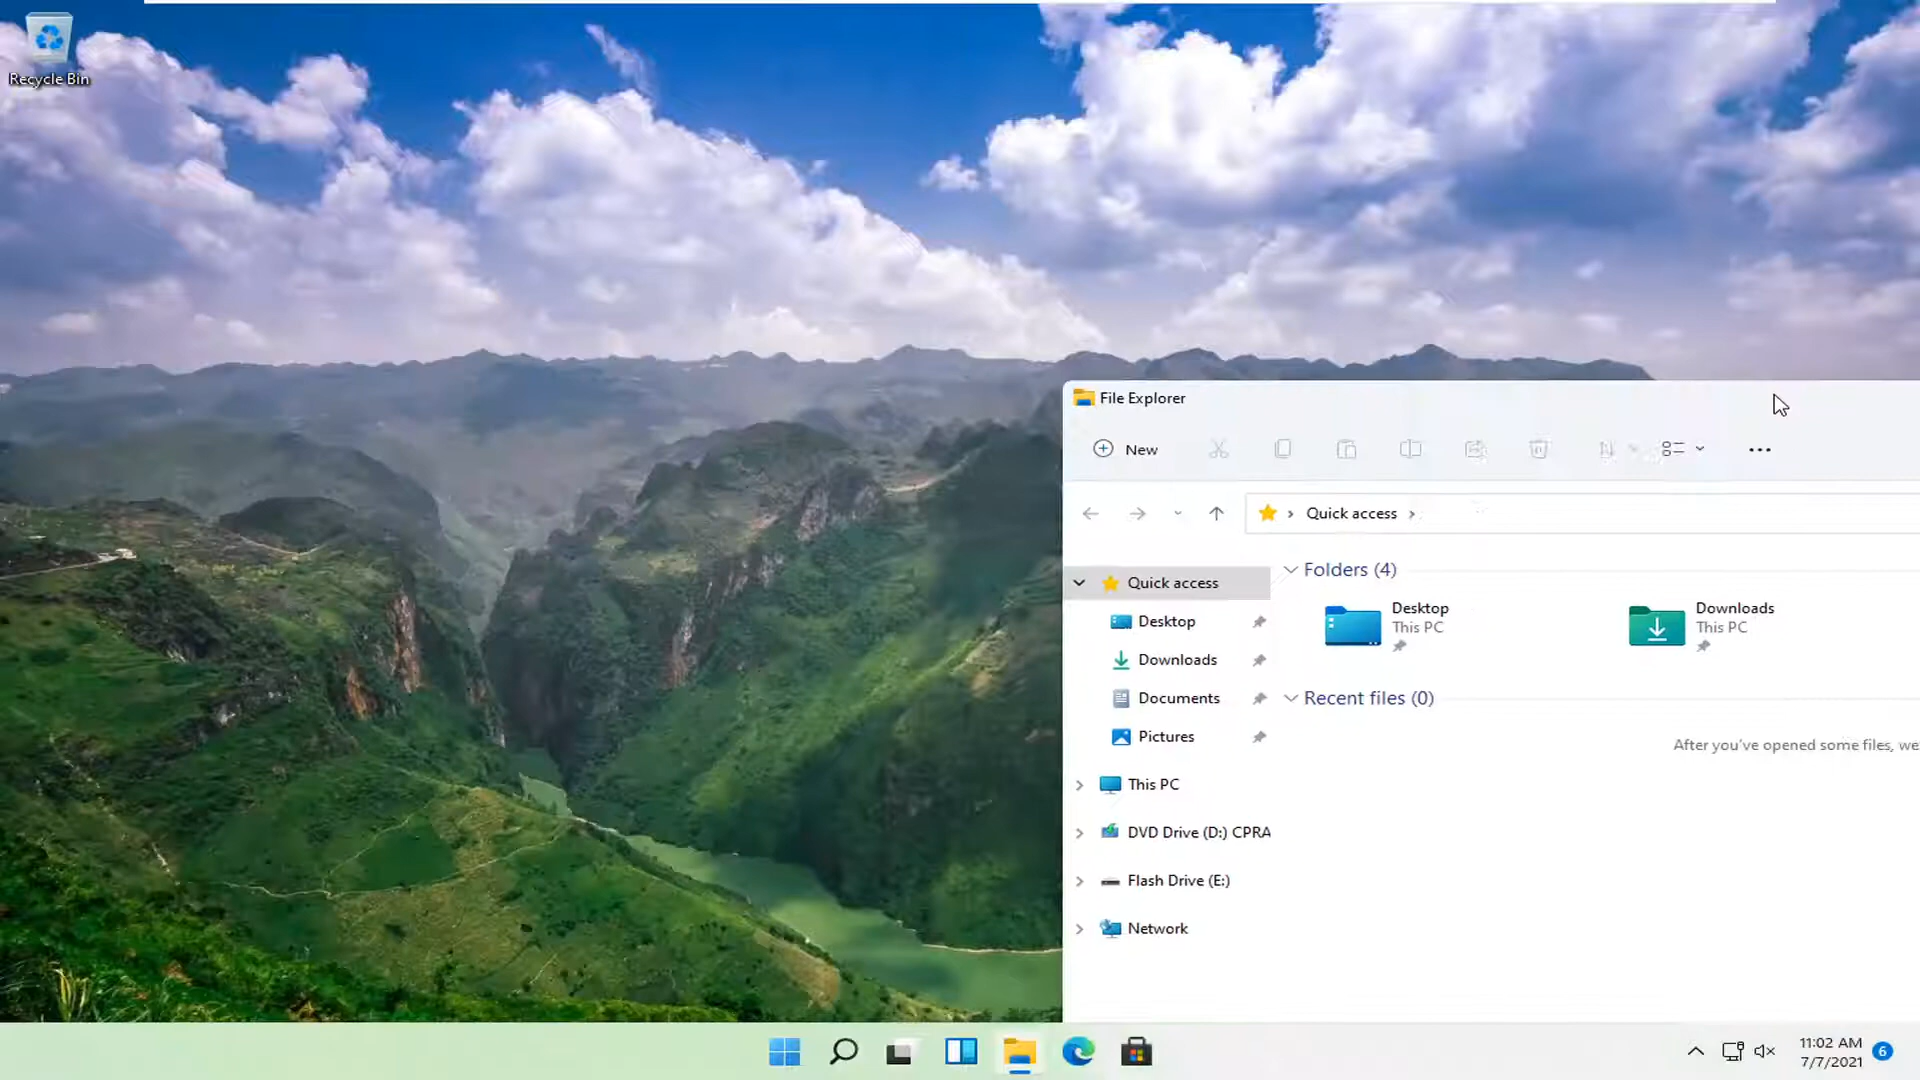 Recycle Bin
File Explorer
New
Quick access
Quick access
Desktop
Downloads
Documents
Pictures
This PC
DVD Drive (D:) CPRA
Flash Drive (E:)
Network
Folders (4)
Desktop
This PC
Downloads
This PC
Recent files (0)
After you've opened some files, we
11:02 AM
7/7/2021
6